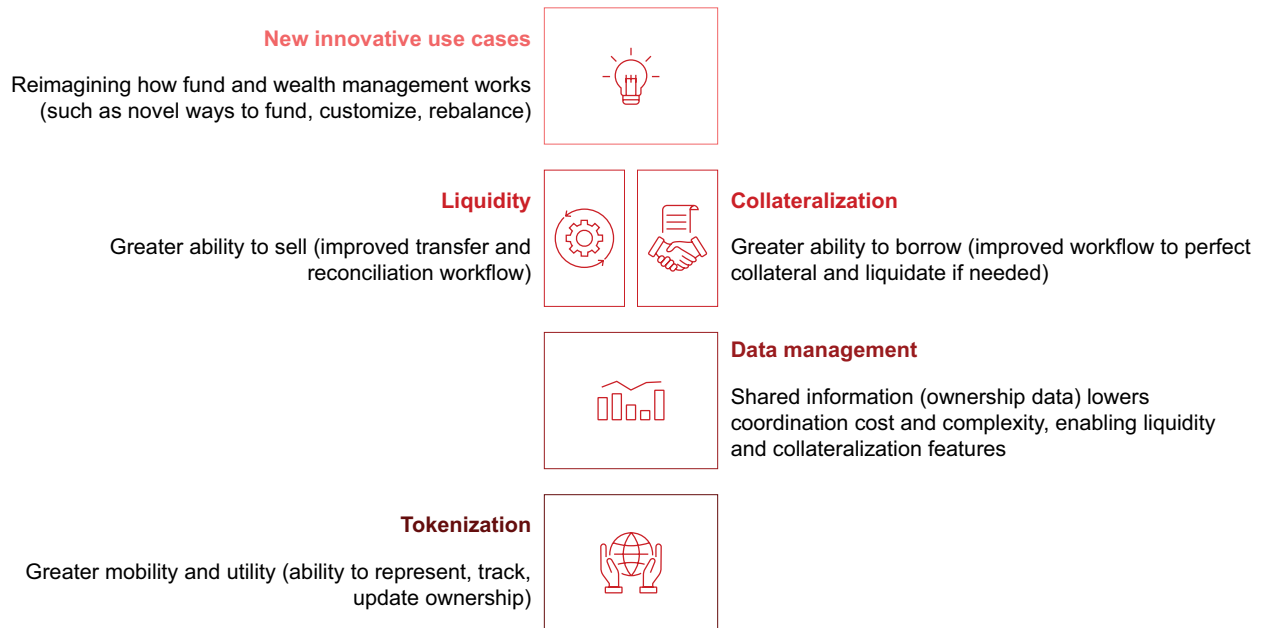 New innovative use cases
Reimagining how fund and wealth management works
(such as novel ways to fund, customize, rebalance)
Liquidity
Greater ability to sell (improved transfer and
reconciliation workflow)
Collateralization
Greater ability to borrow (improved workflow to perfect
collateral and liquidate if needed)
Data management
Shared information (ownership data) lowers
coordination cost and complexity, enabling liquidity
and collateralization features
Tokenization
Greater mobility and utility (ability to represent, track,
update ownership)